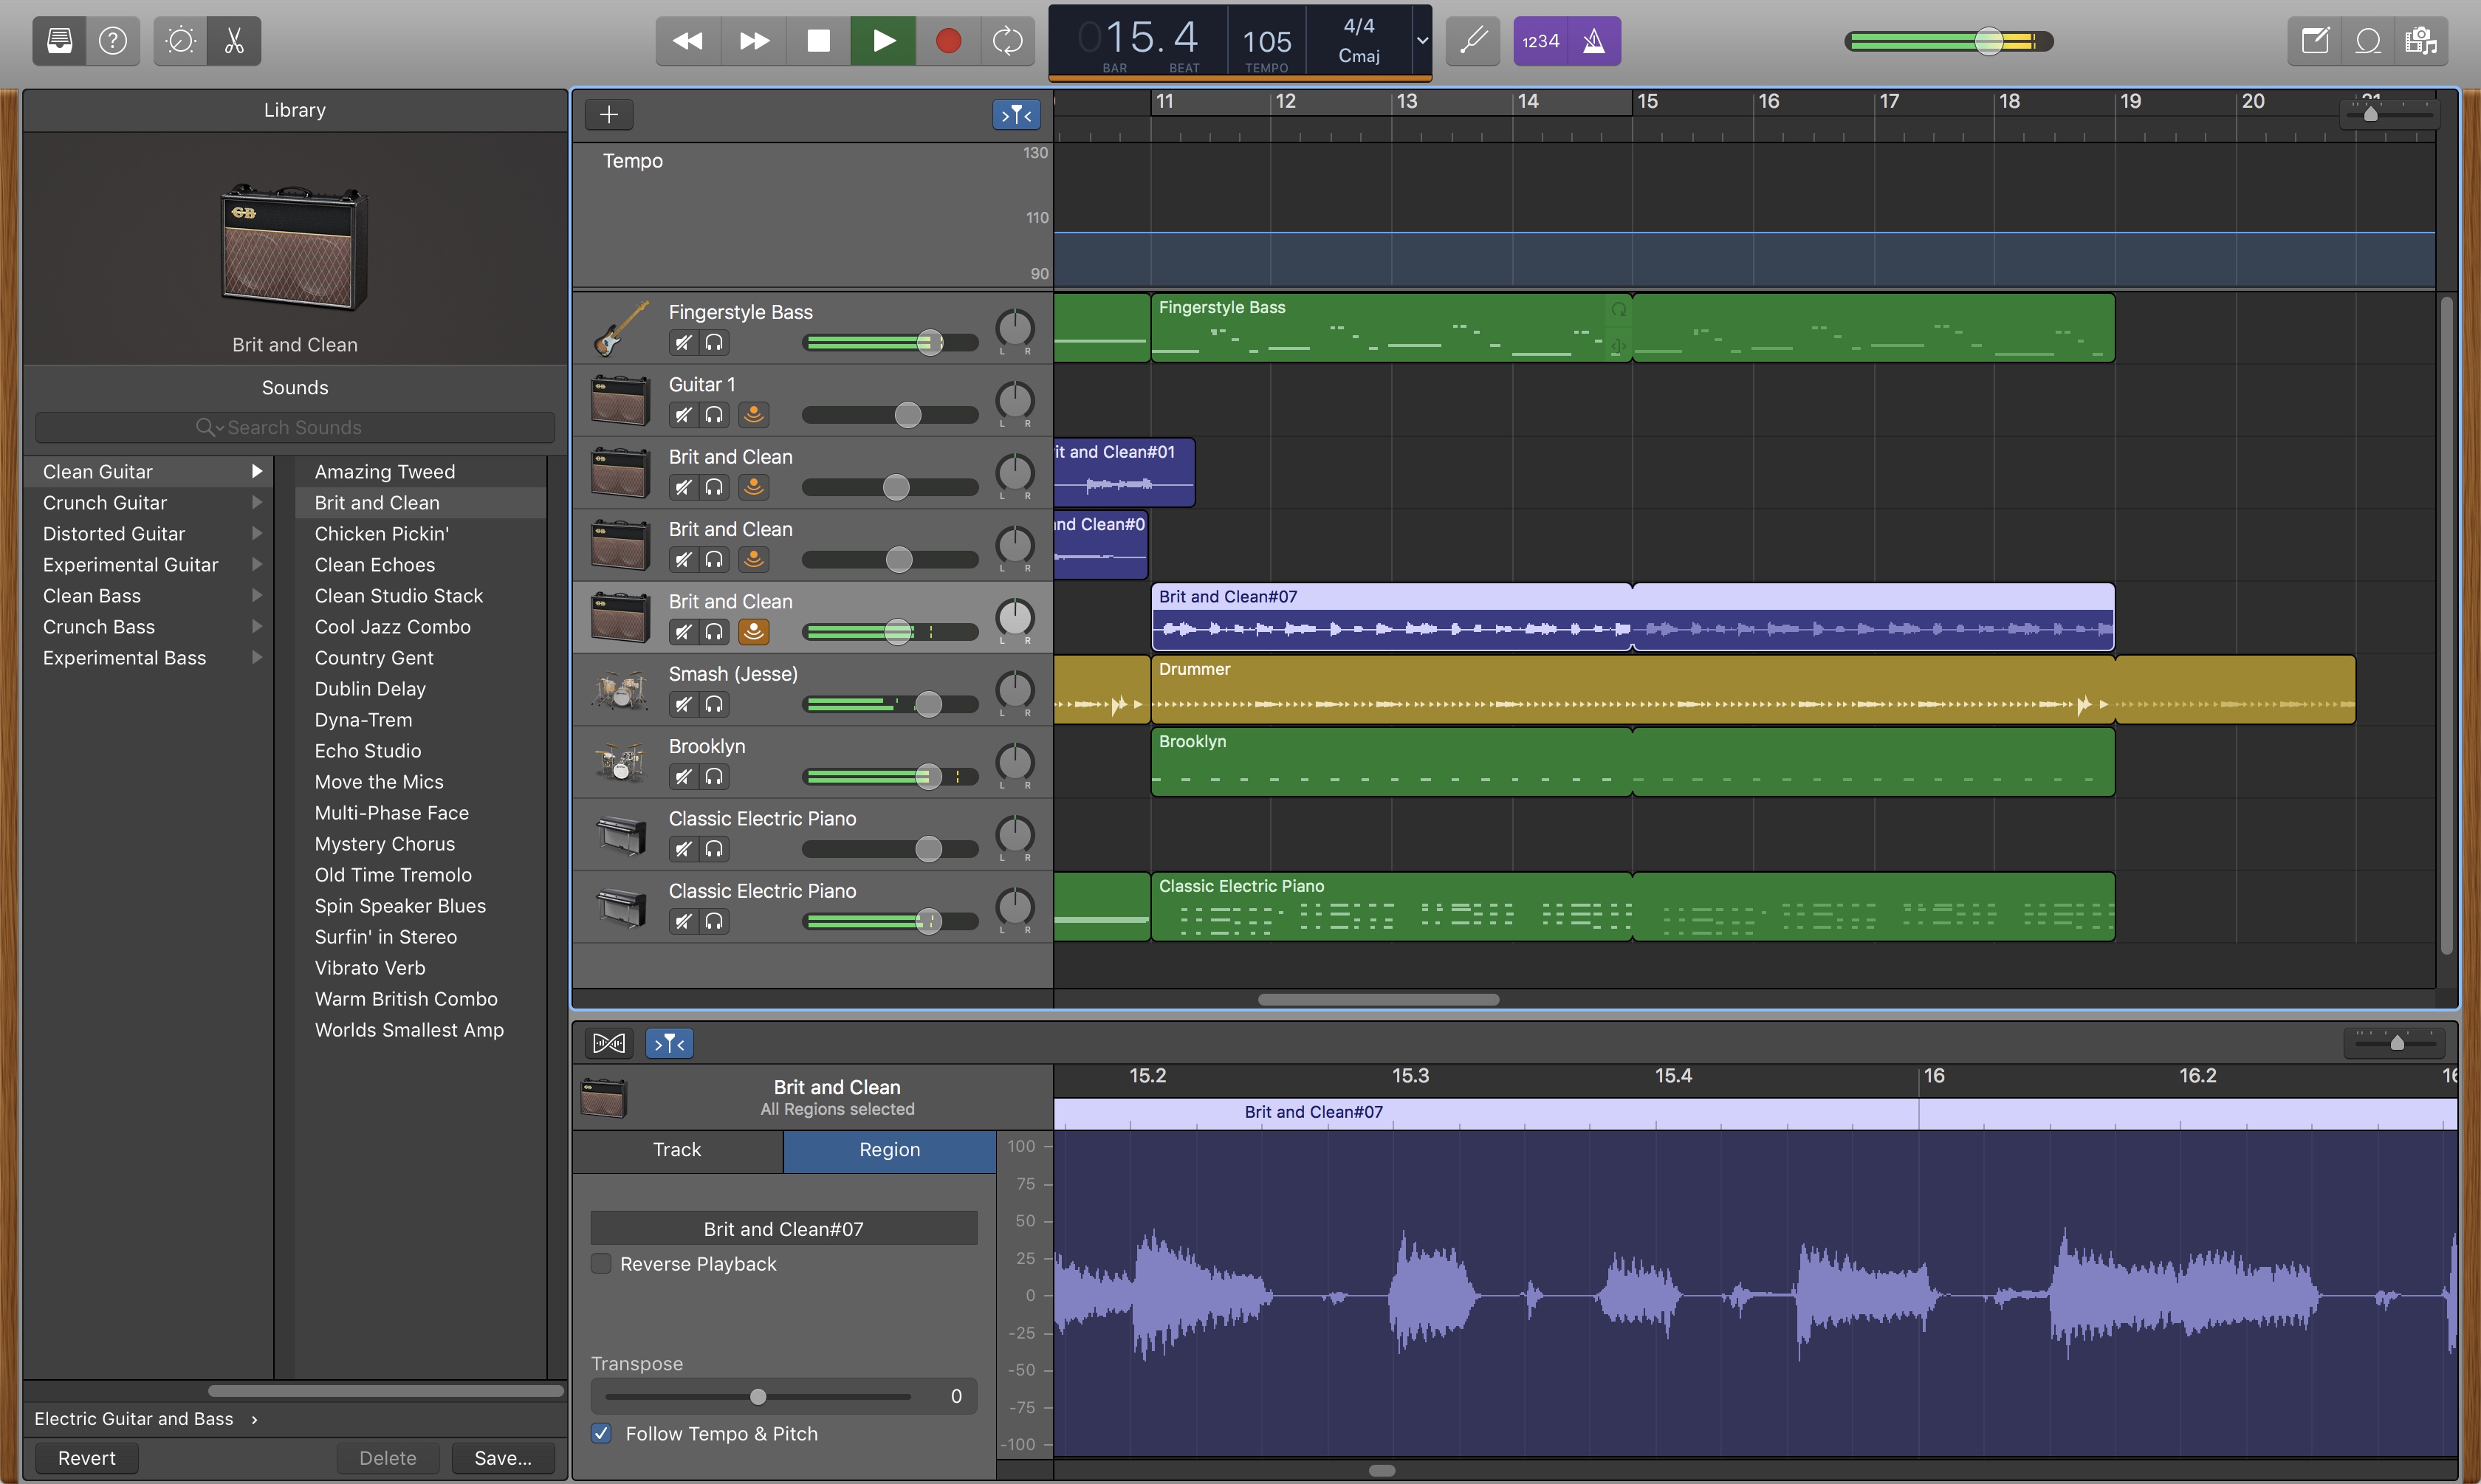 15.4
BAR
BEAT
105
TEMPO
4/4
Cmaj
1234
Library
GB
Brit and Clean
Sounds
Search Sounds
Clean Guitar
Crunch Guitar
Distorted Guitar
Experimental Guitar
Clean Bass
Crunch Bass
Experimental Bass
Amazing Tweed
Brit and Clean
Chicken Pickin'
Clean Echoes
Clean Studio Stack
Cool Jazz Combo
Country Gent
Dublin Delay
Dyna-Trem
Echo Studio
Move the Mics
Multi-Phase Face
Mystery Chorus
Old Time Tremolo
Spin Speaker Blues
Surfin' in Stereo
Vibrato Verb
Warm British Combo
Worlds Smallest Amp
Electric Guitar and Bass
Revert
Delete
Save...
11 12 13 14 15 16 17 18 19 20 21
Tempo
130
110
90
Fingerstyle Bass
L R
Fingerstyle Bass
Guitar 1
L R
Brit and Clean
L R
it and Clean#01
Brit and Clean
L R
nd Clean#0
Brit and Clean
L R
Brit and Clean#07
Smash (Jesse)
L R
Drummer
Brooklyn
L R
Brooklyn
Classic Electric Piano
L R
Classic Electric Piano
L R
Classic Electric Piano
Brit and Clean
All Regions selected
Track
Region
Brit and Clean#07
Reverse Playback
Transpose
0
Follow Tempo & Pitch
15.2 15.3 15.4 16 16.2 16
Brit and Clean#07
100
75
50
25
0
-25
-50
-75
-100